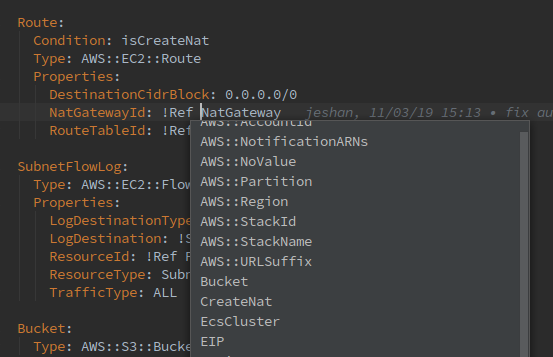 Route:
Condition: isCreateNat
Type: AWS::EC2::Route
Properties:
DestinationCidrBlock: 0.0.0.0/0
NatGatewayId: !Ref NatGateway jeshan, 11/03/19 15:13 • fix au
RouteTableId: !Ref
AWS::AccountId
AWS::NotificationARNs
AWS::NoValue
AWS::Partition
AWS::Region
AWS::StackId
AWS::StackName
AWS::URLSuffix
Bucket
CreateNat
EcsCluster
EIP
SubnetFlowLog:
Type: AWS::EC2::Flow
Properties:
LogDestinationType
LogDestination: !S
ResourceId: !Ref P
ResourceType: Subn
TrafficType: ALL
Bucket:
Type: AWS::S3::Bucke